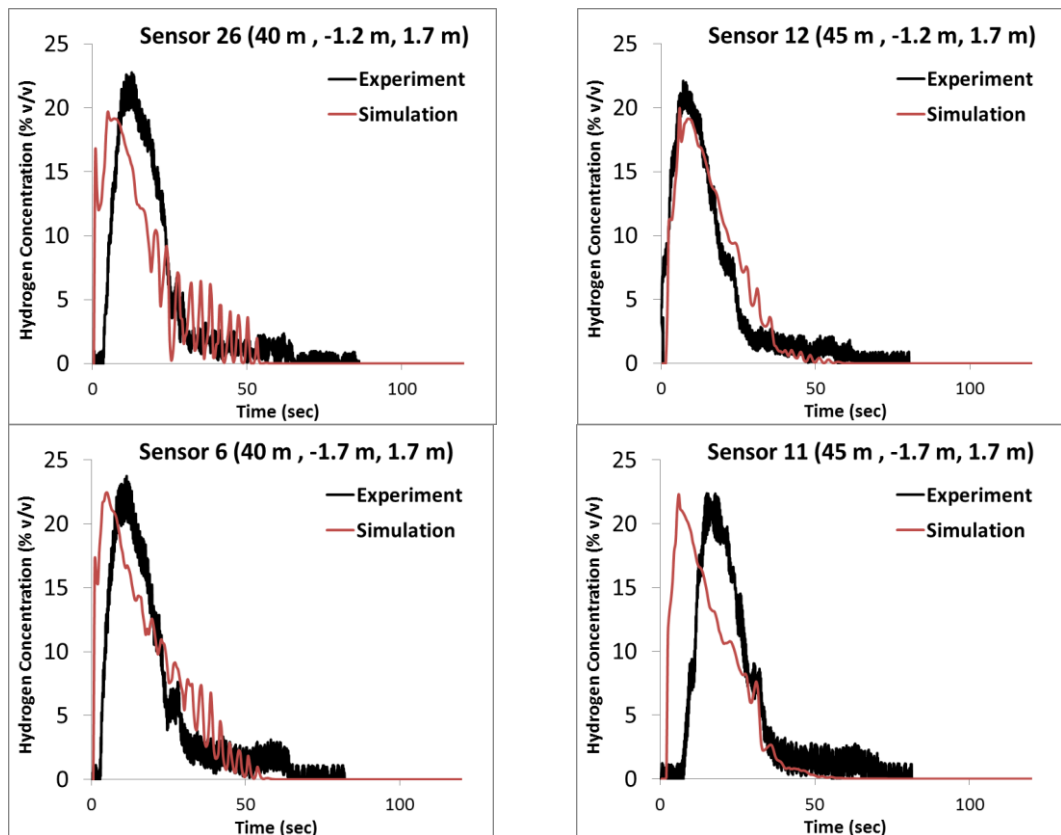 Sensor 26 (40 m , -1.2 m, 1.7 m)
Experiment
Simulation
Hydrogen Concentration (% v/v)
25
20
15
10
5
0
0 50 100
Time (sec)
Sensor 12 (45 m , -1.2 m, 1.7 m)
Experiment
Simulation
Hydrogen Concentration (% v/v)
25
20
15
10
5
0
0 50 100
Time (sec)
Sensor 6 (40 m , -1.7 m, 1.7 m)
Experiment
Simulation
Hydrogen Concentration (% v/v)
25
20
15
10
5
0
0 50 100
Time (sec)
Sensor 11 (45 m , -1.7 m, 1.7 m)
Experiment
Simulation
Hydrogen Concentration (% v/v)
25
20
15
10
5
0
0 50 100
Time (sec)